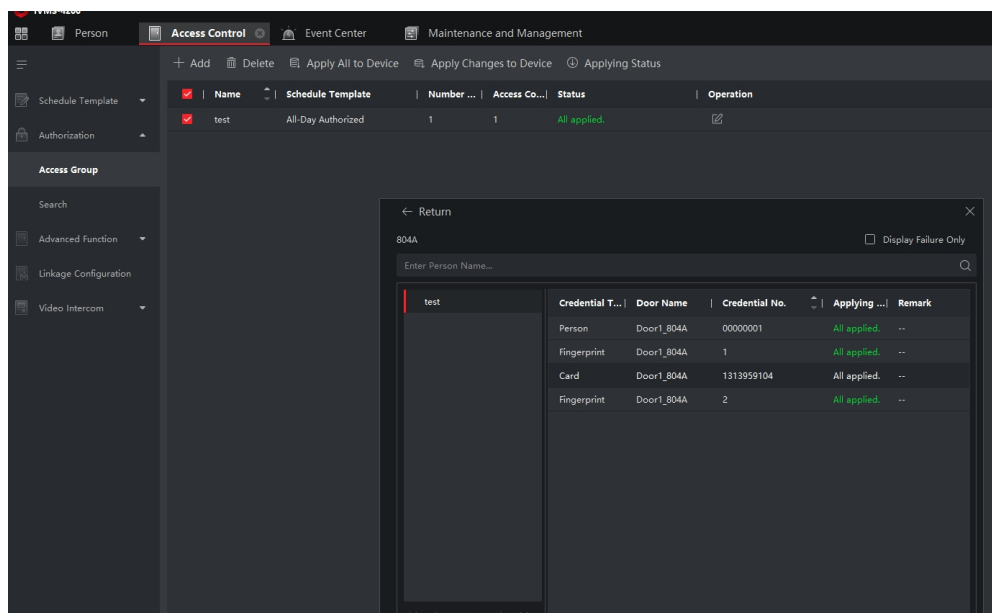 iVMS-4200
Person Access Control Event Center Maintenance and Management
Add Delete Apply All to Device Apply Changes to Device Applying Status
Schedule Template
Authorization
Access Group
Search
Advanced Function
Linkage Configuration
Video Intercom
Name Schedule Template Number ... Access Co... Status Operation
test All-Day Authorized 1 1 All applied.
Return
804A Display Failure Only
Enter Person Name...
test
Credential T... Door Name Credential No. Applying ... Remark
Person Door1_804A 00000001 All applied. --
Fingerprint Door1_804A 1 All applied. --
Card Door1_804A 1313959104 All applied. --
Fingerprint Door1_804A 2 All applied. --